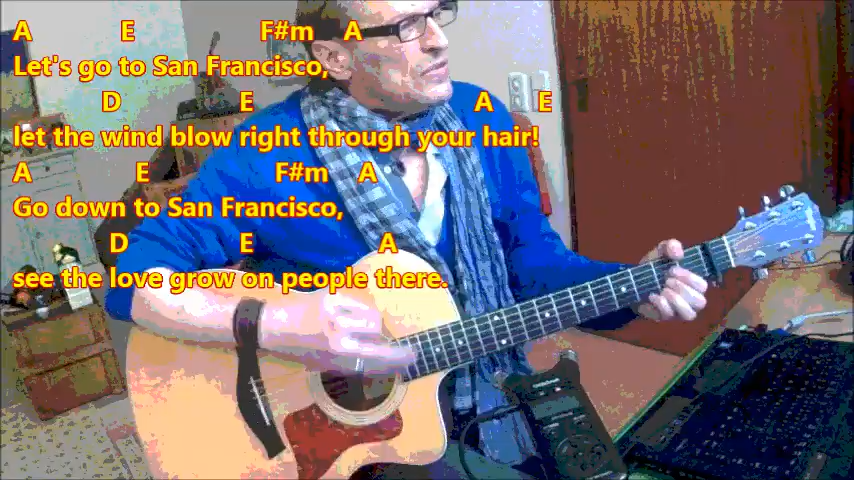 A E F#m A
Let's go to San Francisco,
D E A E
let the wind blow right through your hair!
A E F#m A
Go down to San Francisco,
D E A
see the love grow on people there.